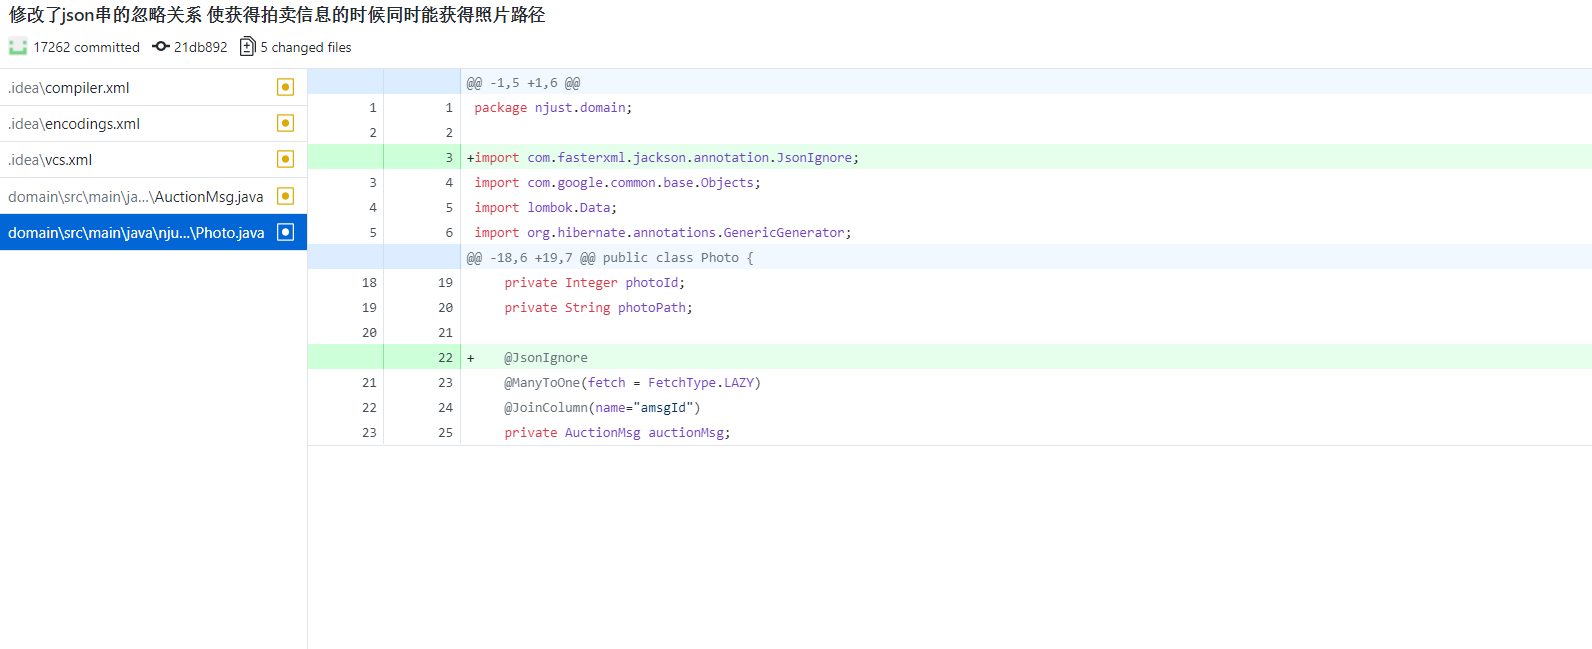 修改了json串的忽略关系 使获得拍卖信息的时候同时能获得照片路径
17262 committed 21db892 5 changed files
.idea\compiler.xml
.idea\encodings.xml
.idea\vcs.xml
domain\src\main\ja...\AuctionMsg.java
domain\src\main\java\nju...\Photo.java
@@ -1,5 +1,6 @@
1 1 package njust.domain;
2 2
3 +import com.fasterxml.jackson.annotation.JsonIgnore;
3 4 import com.google.common.base.Objects;
4 5 import lombok.Data;
5 6 import org.hibernate.annotations.GenericGenerator;
@@ -18,6 +19,7 @@ public class Photo {
18 19 private Integer photoId;
19 20 private String photoPath;
20 21
22 + @JsonIgnore
21 23 @ManyToOne(fetch = FetchType.LAZY)
22 24 @JoinColumn(name="amsgId")
23 25 private AuctionMsg auctionMsg;